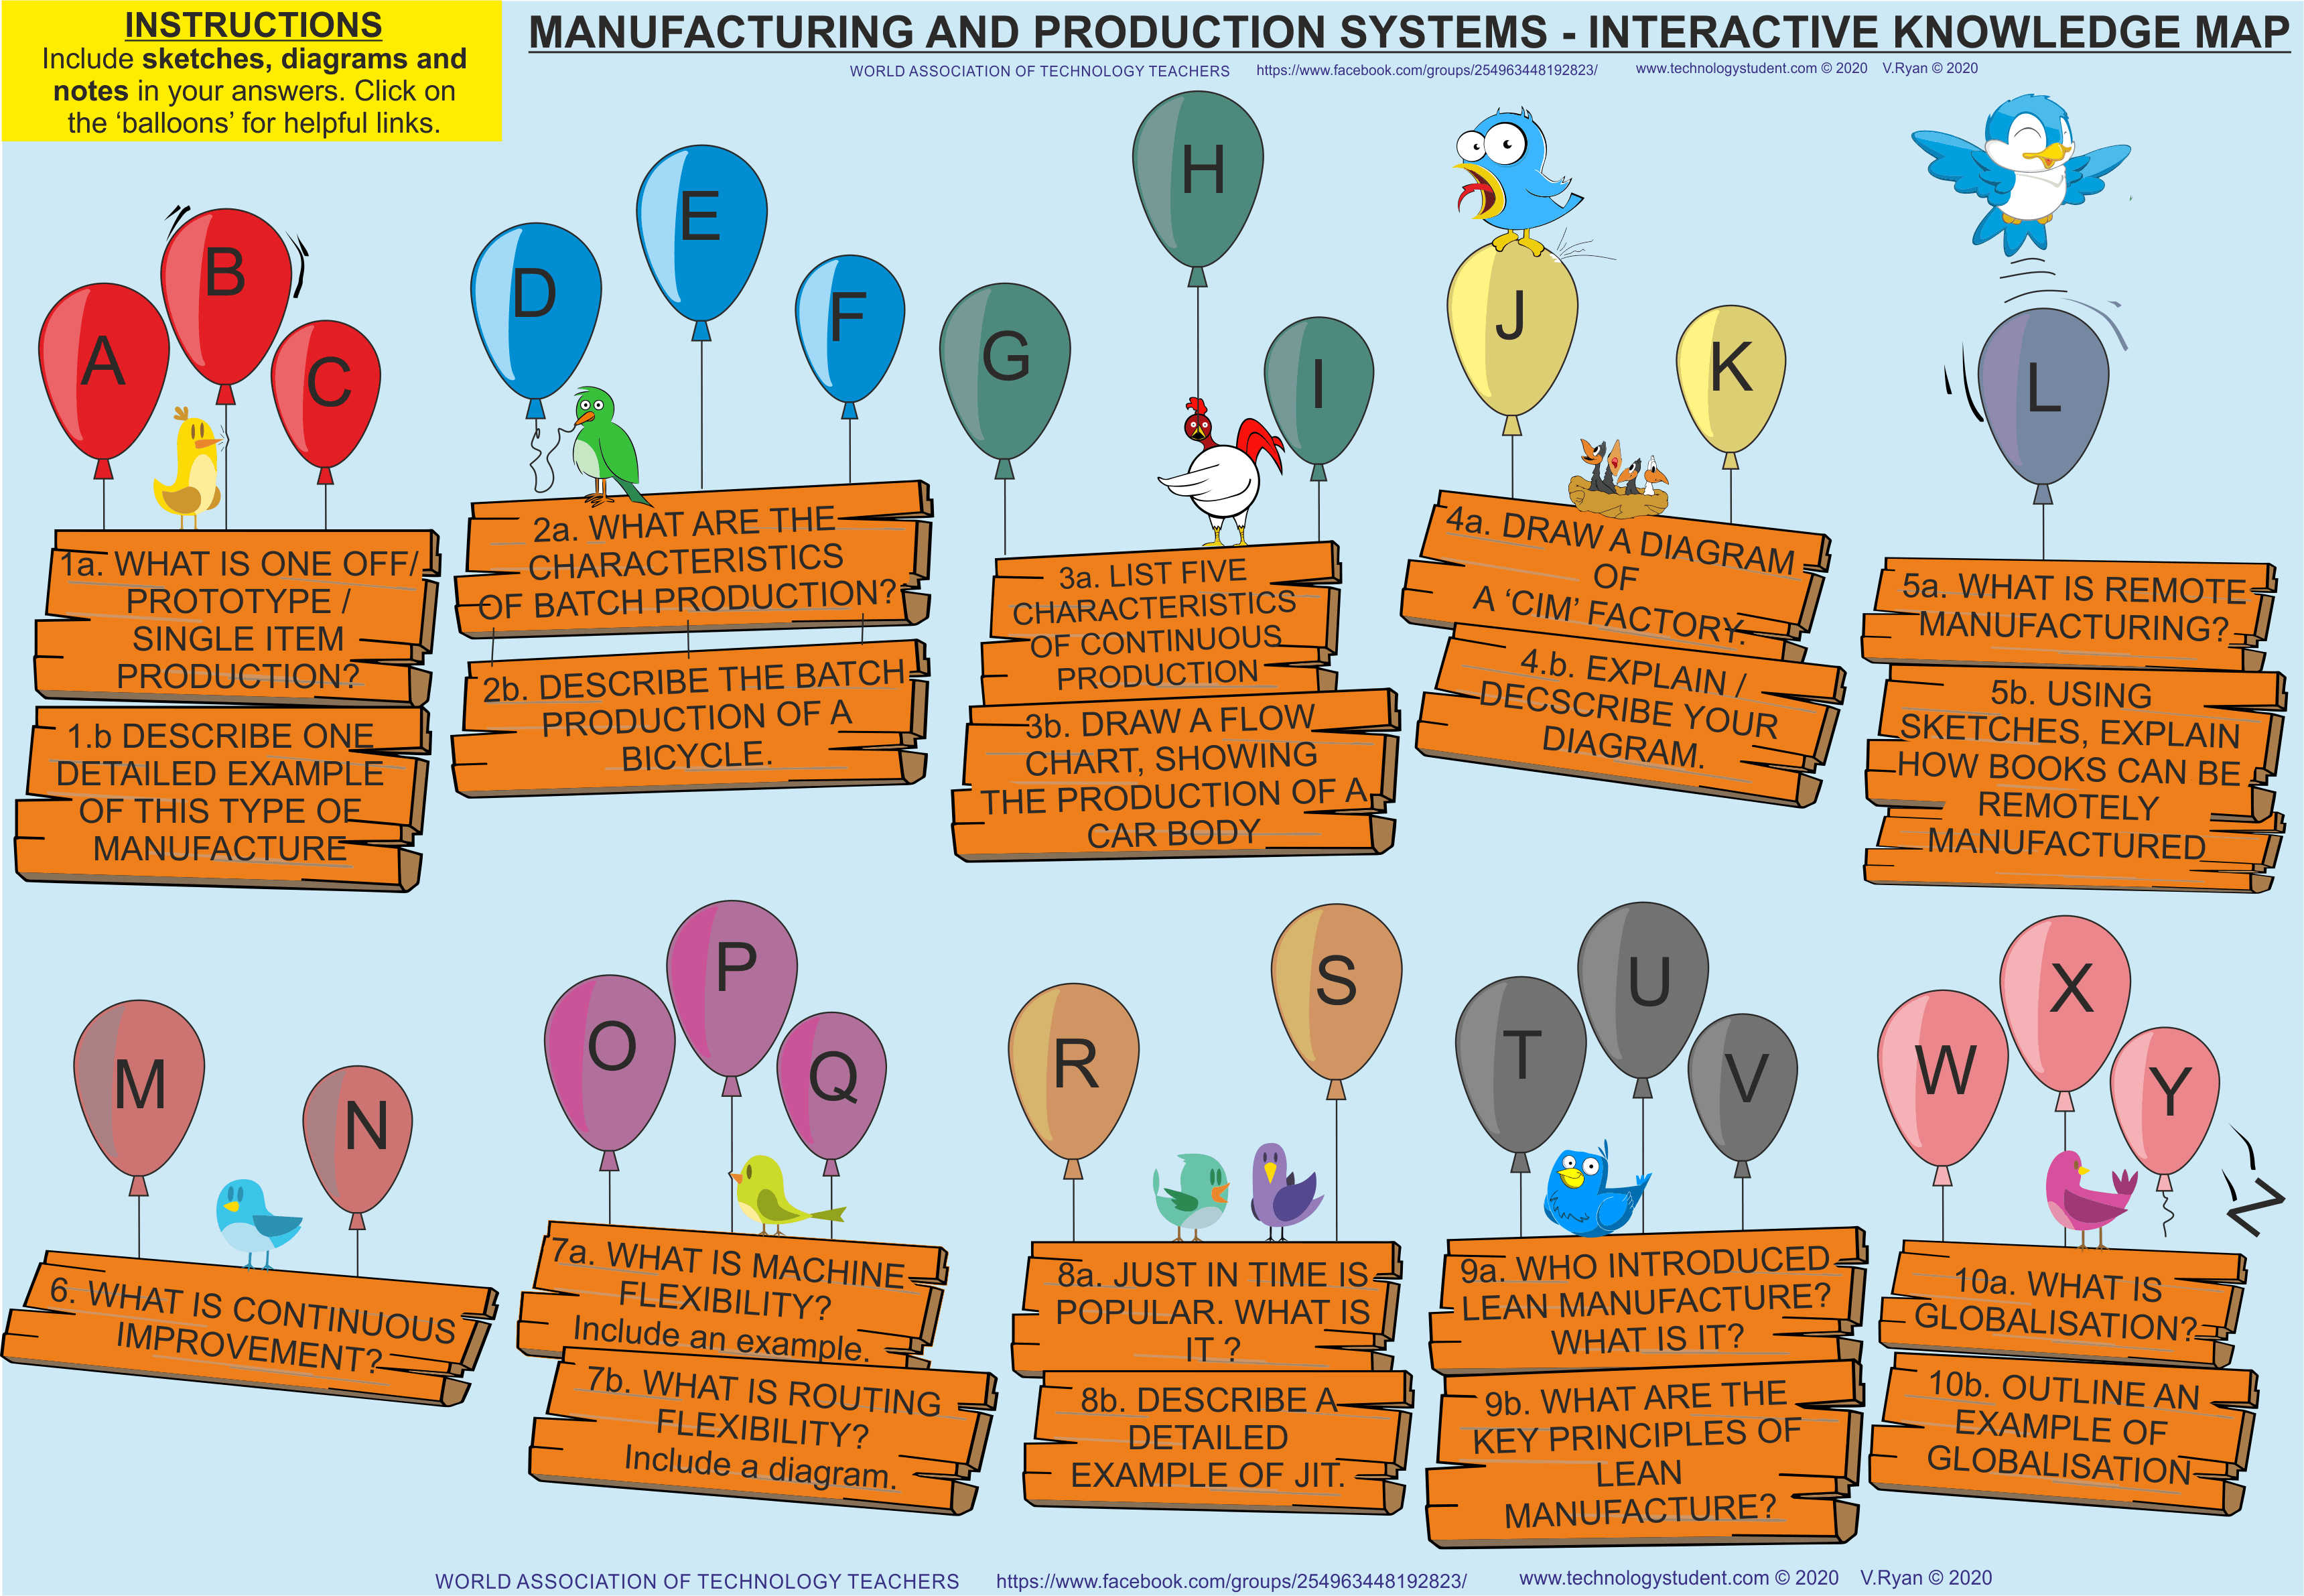 INSTRUCTIONS
Include sketches, diagrams and
notes in your answers. Click on
the ‘balloons’ for helpful links.
MANUFACTURING AND PRODUCTION SYSTEMS - INTERACTIVE KNOWLEDGE MAP
WORLD ASSOCIATION OF TECHNOLOGY TEACHERS https://www.facebook.com/groups/254963448192823/ www.technologystudent.com © 2020 V.Ryan © 2020
A
B
C
1a. WHAT IS ONE OFF/
PROTOTYPE /
SINGLE ITEM
PRODUCTION?
1.b DESCRIBE ONE
DETAILED EXAMPLE
OF THIS TYPE OF
MANUFACTURE
D
E
F
2a. WHAT ARE THE
CHARACTERISTICS
OF BATCH PRODUCTION?
2b. DESCRIBE THE BATCH
PRODUCTION OF A
BICYCLE.
G
H
I
3a. LIST FIVE
CHARACTERISTICS
OF CONTINUOUS
PRODUCTION
3b. DRAW A FLOW
CHART, SHOWING
THE PRODUCTION OF A
CAR BODY
J
K
4a. DRAW A DIAGRAM
OF
A ‘CIM’ FACTORY.
4.b. EXPLAIN /
DECSCRIBE YOUR
DIAGRAM.
L
5a. WHAT IS REMOTE
MANUFACTURING?
5b. USING
SKETCHES, EXPLAIN
HOW BOOKS CAN BE
REMOTELY
MANUFACTURED
M
N
6. WHAT IS CONTINUOUS
IMPROVEMENT?
O
P
Q
7a. WHAT IS MACHINE
FLEXIBILITY?
Include an example.
7b. WHAT IS ROUTING
FLEXIBILITY?
Include a diagram.
R
S
8a. JUST IN TIME IS
POPULAR. WHAT IS
IT ?
8b. DESCRIBE A
DETAILED
EXAMPLE OF JIT.
T
U
V
9a. WHO INTRODUCED
LEAN MANUFACTURE?
WHAT IS IT?
9b. WHAT ARE THE
KEY PRINCIPLES OF
LEAN
MANUFACTURE?
W
X
Y
Z
10a. WHAT IS
GLOBALISATION?
10b. OUTLINE AN
EXAMPLE OF
GLOBALISATION
WORLD ASSOCIATION OF TECHNOLOGY TEACHERS https://www.facebook.com/groups/254963448192823/ www.technologystudent.com © 2020 V.Ryan © 2020